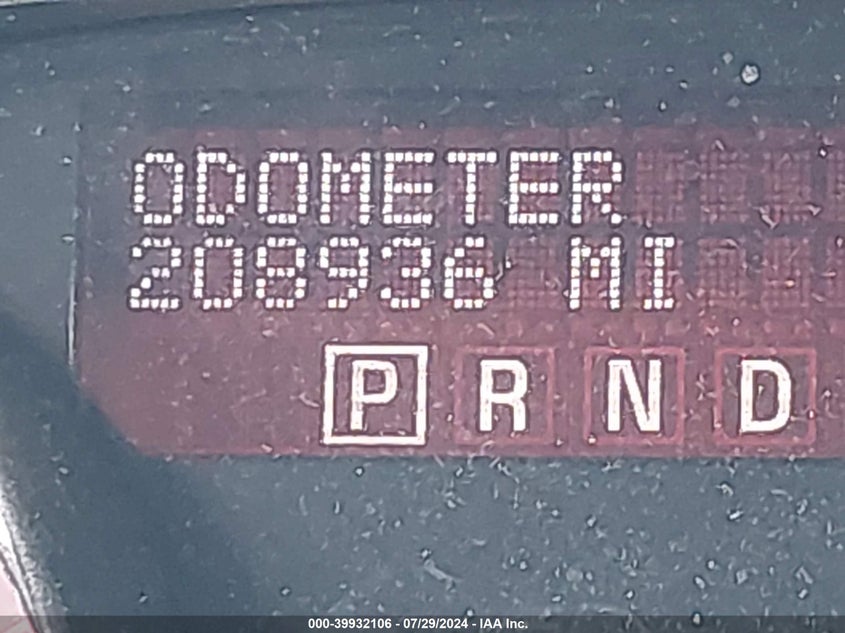 ODOMETER
208936 MI
P R N D
000-39932106 - 07/29/2024 - IAA Inc.